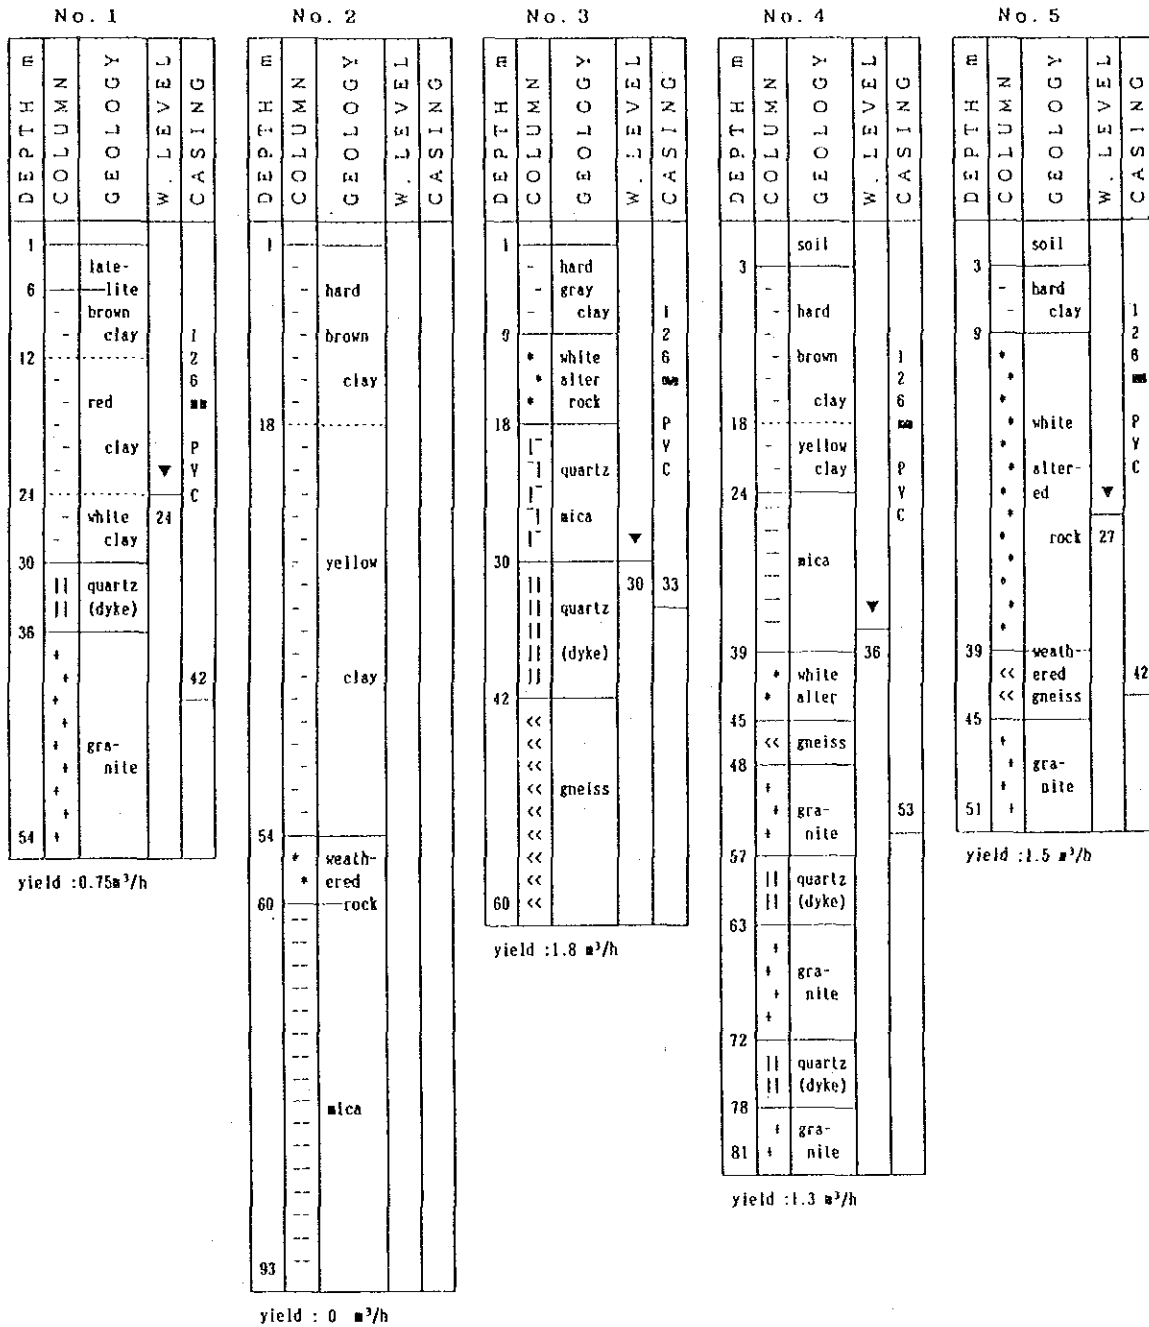 No. 1
DEPTH m
COLUMN
GEOLOGY
W. LEVEL
CASING
1
late-
6
lite
brown
clay
12
red
clay
24
white
clay
30
quartz
(dyke)
36
gra-
nite
54
24
126 mm PVC
42
yield :0.75m³/h
No. 2
DEPTH m
COLUMN
GEOLOGY
W. LEVEL
CASING
1
hard
brown
clay
18
yellow
clay
54
weath-
ered
60
rock
mica
93
yield : 0 m³/h
No. 3
DEPTH m
COLUMN
GEOLOGY
W. LEVEL
CASING
1
hard
gray
clay
9
white
alter
rock
18
quartz
mica
30
quartz
(dyke)
42
gneiss
60
30
126 mm PVC
33
yield :1.8 m³/h
No. 4
DEPTH m
COLUMN
GEOLOGY
W. LEVEL
CASING
soil
3
hard
brown
clay
18
yellow
clay
24
mica
39
white
alter
45
gneiss
48
gra-
nite
57
quartz
(dyke)
63
gra-
nite
72
quartz
(dyke)
78
gra-
nite
81
36
126 mm PVC
53
yield :1.3 m³/h
No. 5
DEPTH m
COLUMN
GEOLOGY
W. LEVEL
CASING
soil
3
hard
clay
9
white
alter-
ed
rock
39
weath-
ered
gneiss
45
gra-
nite
51
27
126 mm PVC
42
yield :1.5 m³/h